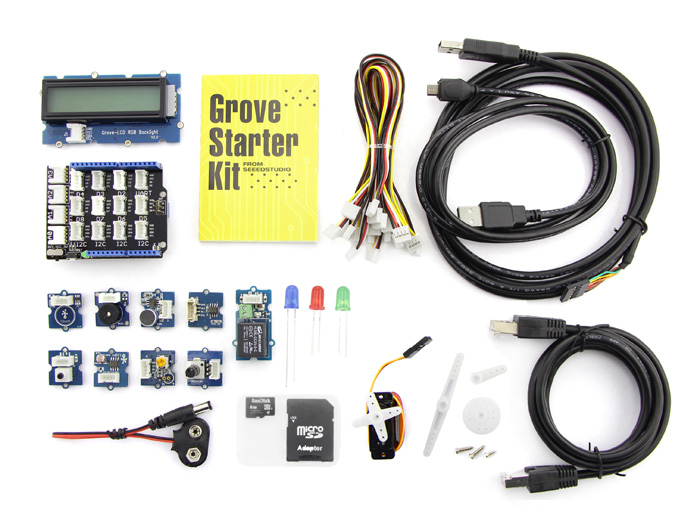 Grove-LCD RGB Backlight
Grove
Starter
Kit
FROM
SEEEDSTUDIO
D4
D3
D2
UART
D8
D7
D6
D5
I2C
I2C
I2C
I2C
SanDisk
8GB
micro
SD
Adapter